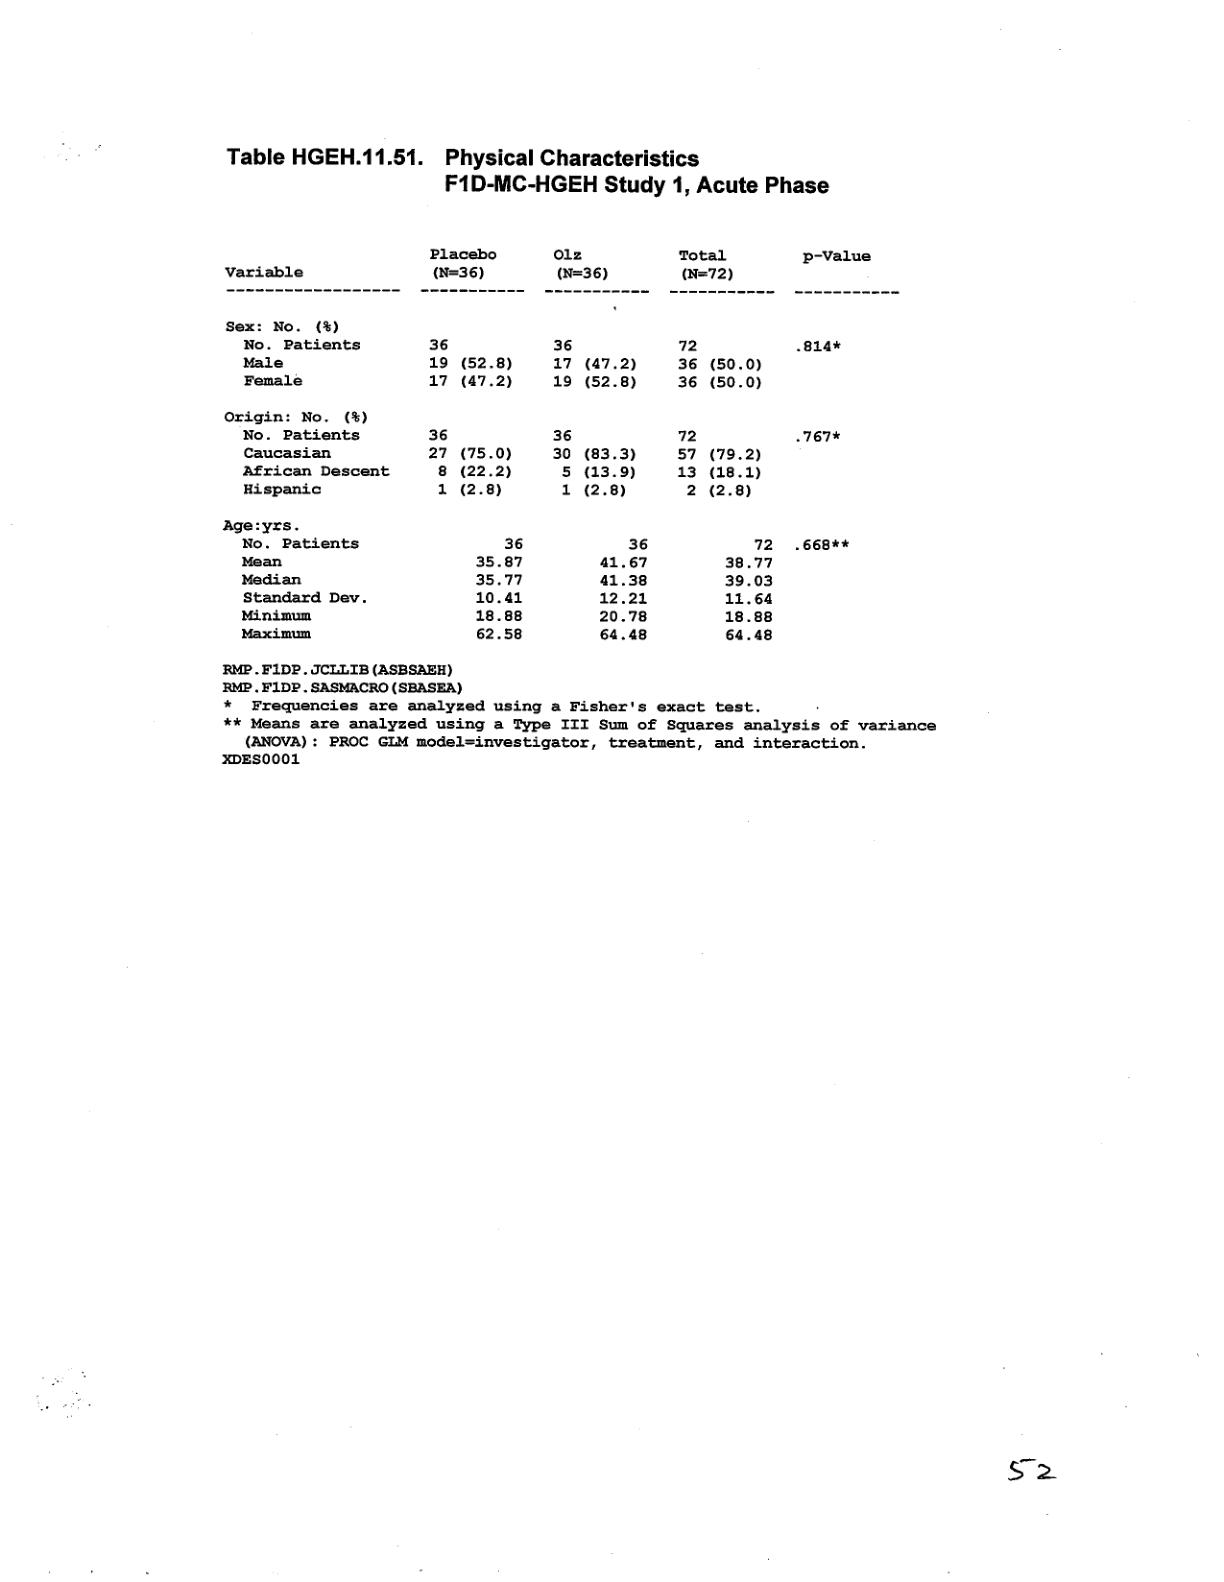 Table HGEH.11.51. Physical Characteristics
F1D-MC-HGEH Study 1, Acute Phase
Placebo Olz Total p-Value
Variable (N=36) (N=36) (N=72)
------------------ ----------- ----------- ----------- -----------
Sex: No. (%)
No. Patients 36 36 72 .814*
Male 19 (52.8) 17 (47.2) 36 (50.0)
Female 17 (47.2) 19 (52.8) 36 (50.0)
Origin: No. (%)
No. Patients 36 36 72 .767*
Caucasian 27 (75.0) 30 (83.3) 57 (79.2)
African Descent 8 (22.2) 5 (13.9) 13 (18.1)
Hispanic 1 (2.8) 1 (2.8) 2 (2.8)
Age:yrs.
No. Patients 36 36 72 .668**
Mean 35.87 41.67 38.77
Median 35.77 41.38 39.03
Standard Dev. 10.41 12.21 11.64
Minimum 18.88 20.78 18.88
Maximum 62.58 64.48 64.48
RMP.F1DP.JCLLIB(ASBSAEH)
RMP.F1DP.SASMACRO(SBASEA)
* Frequencies are analyzed using a Fisher's exact test.
** Means are analyzed using a Type III Sum of Squares analysis of variance
(ANOVA): PROC GLM model=investigator, treatment, and interaction.
XDES0001
52